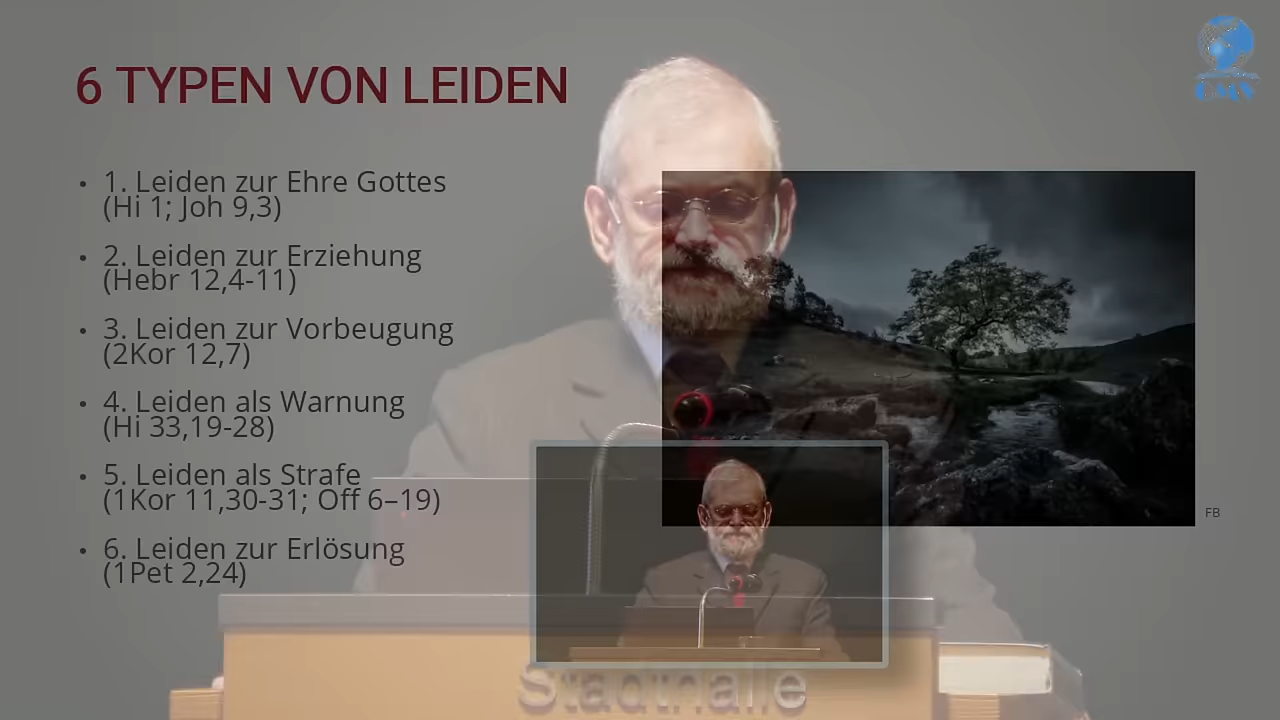 6 TYPEN VON LEIDEN
• 1. Leiden zur Ehre Gottes
(Hi 1; Joh 9,3)
• 2. Leiden zur Erziehung
(Hebr 12,4-11)
• 3. Leiden zur Vorbeugung
(2Kor 12,7)
• 4. Leiden als Warnung
(Hi 33,19-28)
• 5. Leiden als Strafe
(1Kor 11,30-31; Off 6–19)
• 6. Leiden zur Erlösung
(1Pet 2,24)
FB
Stadthalle